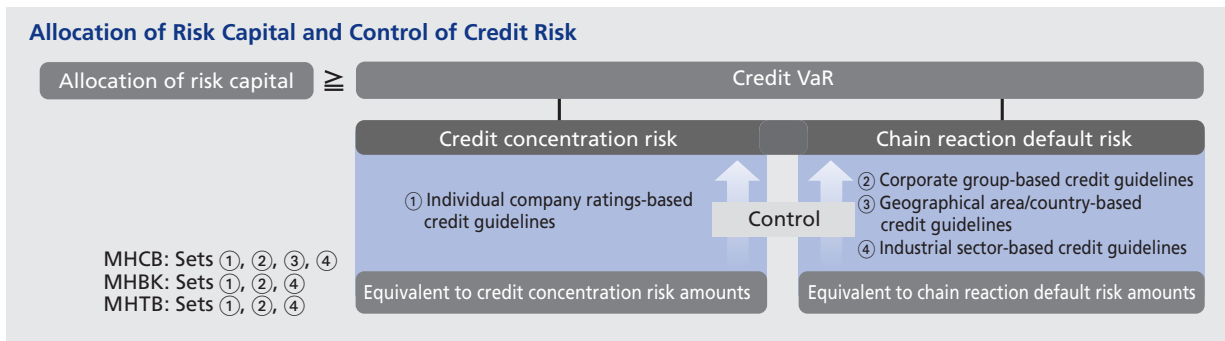 Allocation of Risk Capital and Control of Credit Risk
Allocation of risk capital
≧
Credit VaR
Credit concentration risk
Chain reaction default risk
① Individual company ratings-based
credit guidelines
Control
② Corporate group-based credit guidelines
③ Geographical area/country-based
credit guidelines
④ Industrial sector-based credit guidelines
MHCB: Sets ①, ②, ③, ④
MHBK: Sets ①, ②, ④
MHTB: Sets ①, ②, ④
Equivalent to credit concentration risk amounts
Equivalent to chain reaction default risk amounts